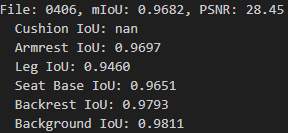 File: 0406, mIoU: 0.9682, PSNR: 28.45
Cushion IoU: nan
Armrest IoU: 0.9697
Leg IoU: 0.9460
Seat Base IoU: 0.9651
Backrest IoU: 0.9793
Background IoU: 0.9811